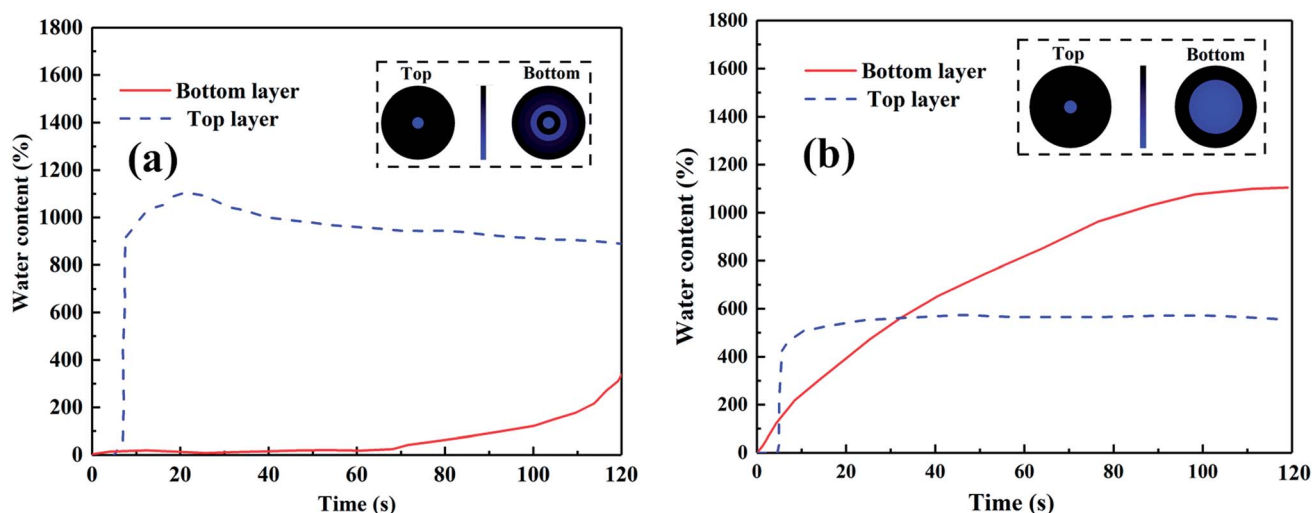 1800
1600
1400
1200
1000
800
600
400
200
0
Water content (%)
Bottom layer
Top layer
(a)
Top
Bottom
0 20 40 60 80 100 120
Time (s)
1800
1600
1400
1200
1000
800
600
400
200
0
Water content (%)
Bottom layer
Top layer
(b)
Top
Bottom
0 20 40 60 80 100 120
Time (s)